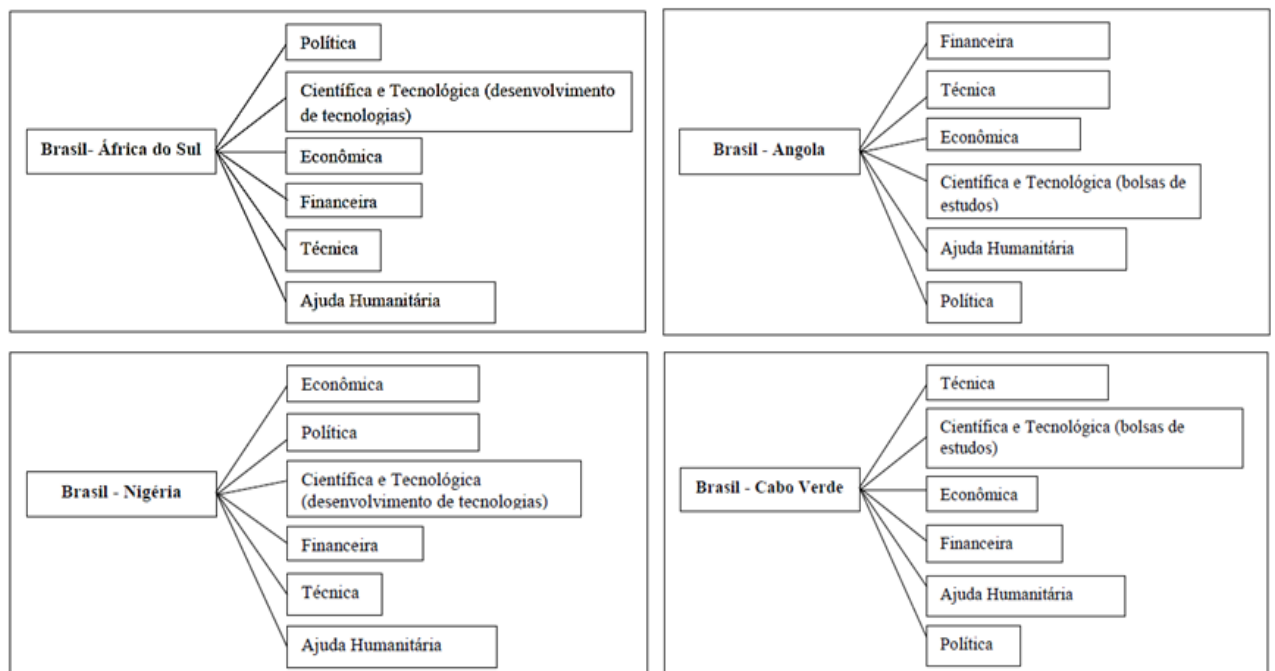 Brasil- África do Sul
Política
Científica e Tecnológica (desenvolvimento
de tecnologias)
Econômica
Financeira
Técnica
Ajuda Humanitária
Brasil - Angola
Financeira
Técnica
Econômica
Científica e Tecnológica (bolsas de
estudos)
Ajuda Humanitária
Política
Brasil - Nigéria
Econômica
Política
Científica e Tecnológica
(desenvolvimento de tecnologias)
Financeira
Técnica
Ajuda Humanitária
Brasil - Cabo Verde
Técnica
Científica e Tecnológica (bolsas de
estudos)
Econômica
Financeira
Ajuda Humanitária
Política